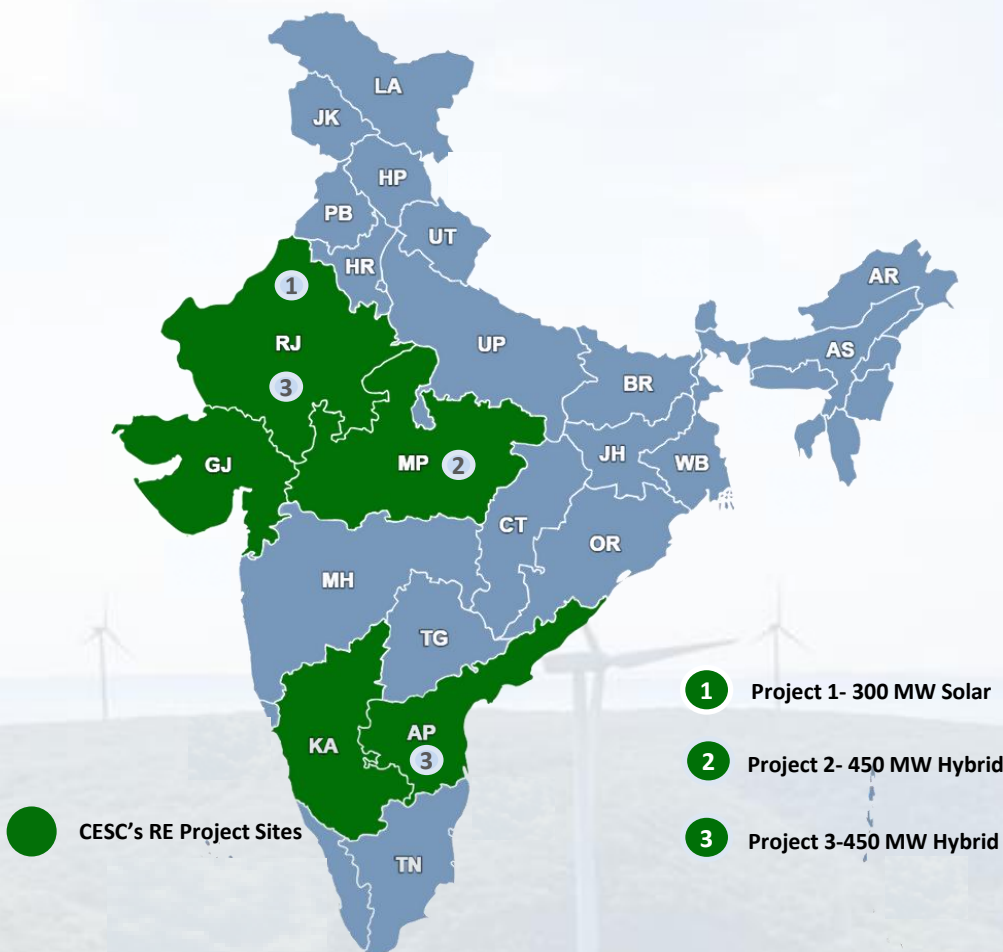 LA
JK
HP
PB
UT
HR
AR
1
RJ
UP
AS
3
BR
GJ
MP 2
JH
WB
CT
OR
MH
TG
1 Project 1- 300 MW Solar
KA
AP
3
2 Project 2- 450 MW Hybrid
CESC’s RE Project Sites
3 Project 3-450 MW Hybrid
TN